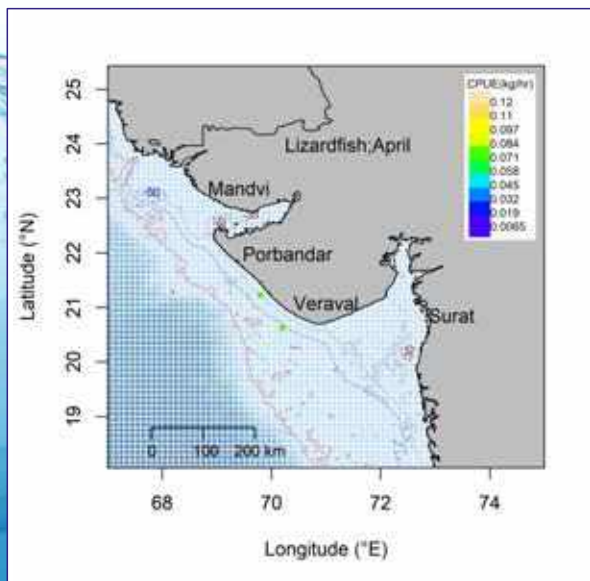 CPUE(kg/hr)
0.12
0.11
0.097
0.084
0.071
0.058
0.045
0.032
0.019
0.0065
Lizardfish;April
Mandvi
Porbandar
Veraval
Surat
25
24
23
22
21
20
19
Latitude (°N)
0 100 200 km
68 70 72 74
Longitude (°E)